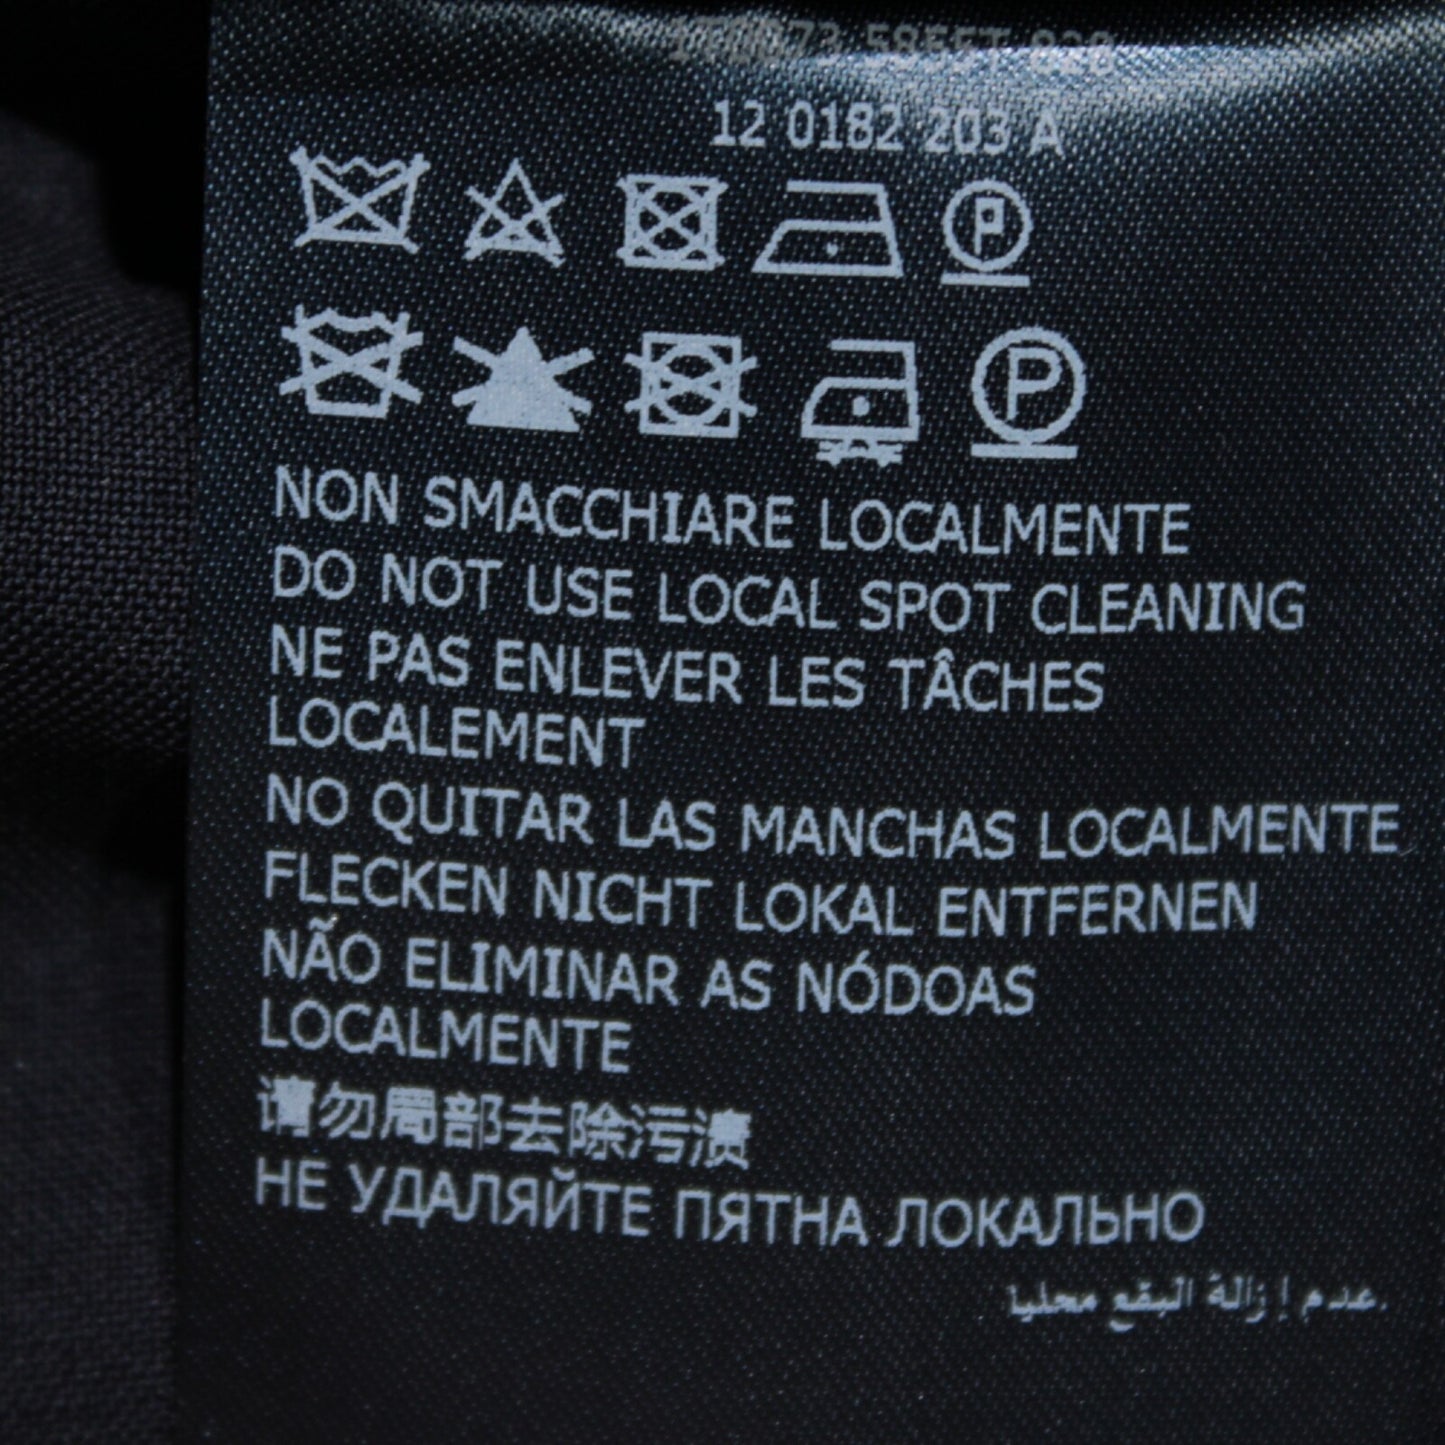 5855T
12 0182 203 A
P
P
NON SMACCHIARE LOCALMENTE
DO NOT USE LOCAL SPOT CLEANING
NE PAS ENLEVER LES TÂCHES
LOCALEMENT
NO QUITAR LAS MANCHAS LOCALMENTE
FLECKEN NICHT LOKAL ENTFERNEN
NÃO ELIMINAR AS NÓDOAS
LOCALMENTE
请勿局部去除污渍
НЕ УДАЛЯЙТЕ ПЯТНА ЛОКАЛЬНО
عدم إزالة البقع محليا.